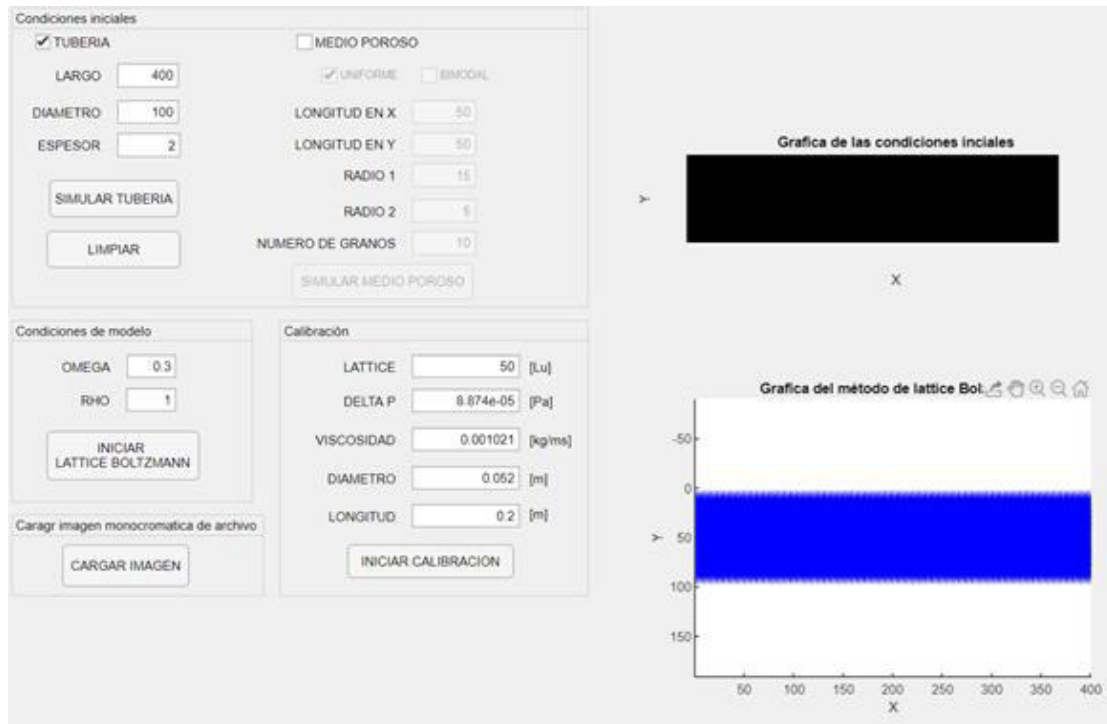 Condiciones iniciales
TUBERIA
MEDIO POROSO
LARGO 400
UNIFORME
BIMODAL
DIAMETRO 100
LONGITUD EN X 50
ESPESOR 2
LONGITUD EN Y 50
RADIO 1 15
SIMULAR TUBERIA
RADIO 2 5
LIMPIAR
NUMERO DE GRANOS 10
SIMULAR MEDIO POROSO
Condiciones de modelo
OMEGA 0.3
RHO 1
INICIAR
LATTICE BOLTZMANN
Caragr imagen monocromatica de archivo
CARGAR IMAGEN
Calibración
LATTICE 50 [Lu]
DELTA P 8.874e-05 [Pa]
VISCOSIDAD 0.001021 [kg/ms]
DIAMETRO 0.052 [m]
LONGITUD 0.2 [m]
INICIAR CALIBRACION
Grafica de las condiciones inciales
Y
X
Grafica del método de lattice Bol
-50
0
Y 50
100
150
50 100 150 200 250 300 350 400
X